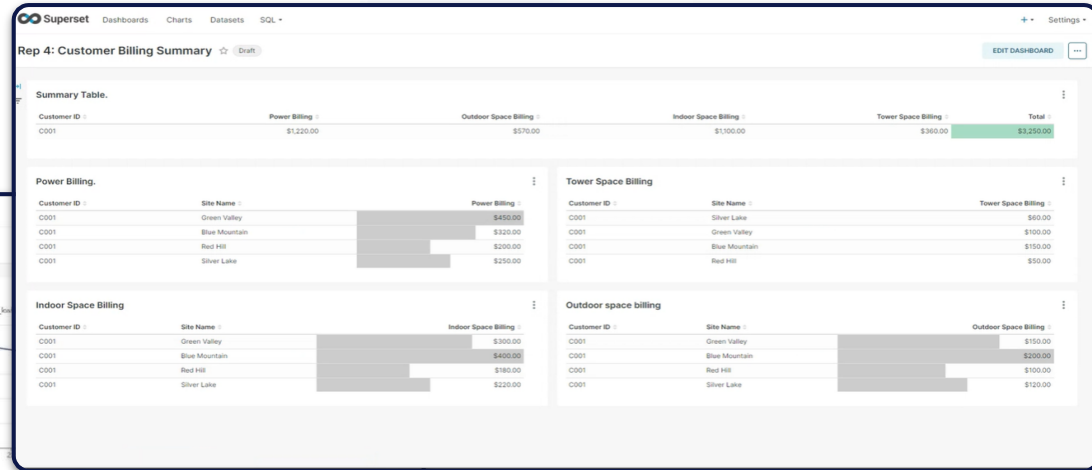 Superset Dashboards Charts Datasets SQL + Settings
Rep 4: Customer Billing Summary Draft EDIT DASHBOARD ...
Summary Table.
Customer ID Power Billing Outdoor Space Billing Indoor Space Billing Tower Space Billing Total
C001 $1,220.00 $570.00 $1,100.00 $360.00 $3,250.00
Power Billing.
Customer ID Site Name Power Billing
C001 Green Valley $450.00
C001 Blue Mountain $320.00
C001 Red Hill $200.00
C001 Silver Lake $250.00
Tower Space Billing
Customer ID Site Name Tower Space Billing
C001 Silver Lake $60.00
C001 Green Valley $100.00
C001 Blue Mountain $150.00
C001 Red Hill $50.00
Indoor Space Billing
Customer ID Site Name Indoor Space Billing
C001 Green Valley $300.00
C001 Blue Mountain $400.00
C001 Red Hill $180.00
C001 Silver Lake $220.00
Outdoor space billing
Customer ID Site Name Outdoor Space Billing
C001 Green Valley $150.00
C001 Blue Mountain $200.00
C001 Red Hill $100.00
C001 Silver Lake $120.00